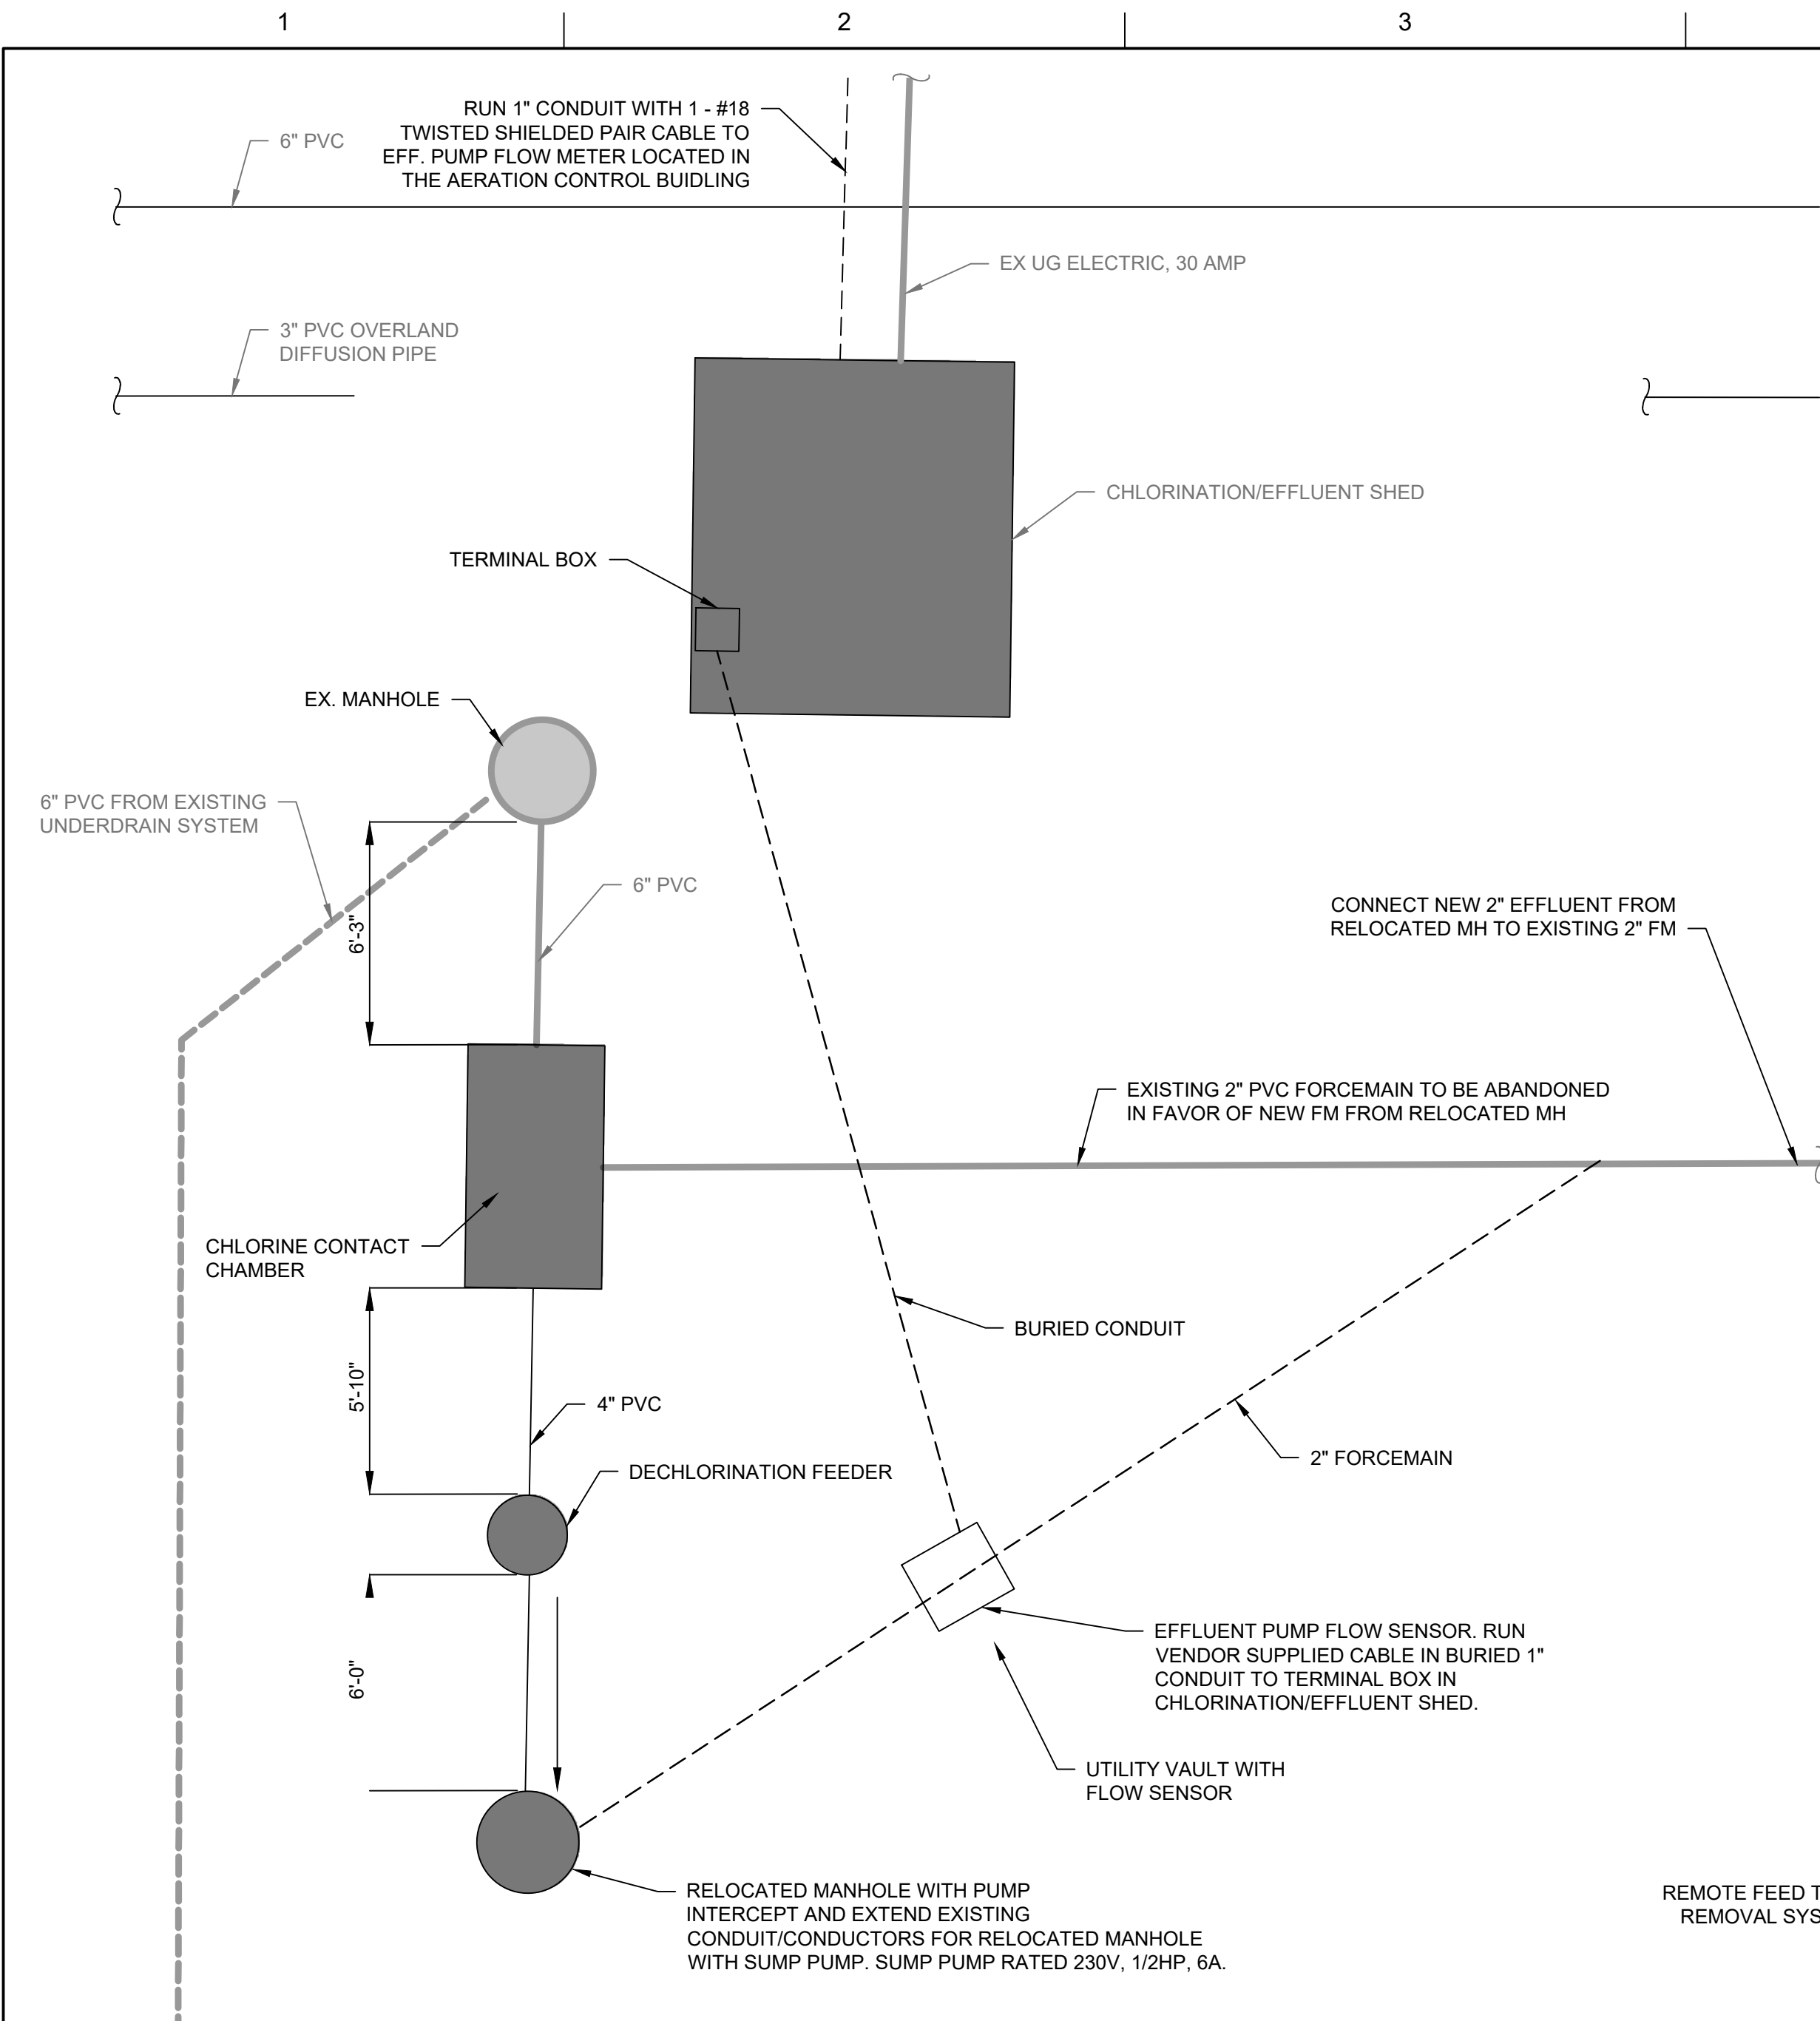 1
2
3
RUN 1" CONDUIT WITH 1 - #18
TWISTED SHIELDED PAIR CABLE TO
EFF. PUMP FLOW METER LOCATED IN
THE AERATION CONTROL BUIDLING
6" PVC
EX UG ELECTRIC, 30 AMP
3" PVC OVERLAND
DIFFUSION PIPE
CHLORINATION/EFFLUENT SHED
TERMINAL BOX
EX. MANHOLE
6" PVC FROM EXISTING
UNDERDRAIN SYSTEM
6'-3"
6" PVC
CONNECT NEW 2" EFFLUENT FROM
RELOCATED MH TO EXISTING 2" FM
EXISTING 2" PVC FORCEMAIN TO BE ABANDONED
IN FAVOR OF NEW FM FROM RELOCATED MH
CHLORINE CONTACT
CHAMBER
BURIED CONDUIT
5'-10"
4" PVC
2" FORCEMAIN
DECHLORINATION FEEDER
EFFLUENT PUMP FLOW SENSOR. RUN
VENDOR SUPPLIED CABLE IN BURIED 1"
CONDUIT TO TERMINAL BOX IN
CHLORINATION/EFFLUENT SHED.
6'-0"
UTILITY VAULT WITH
FLOW SENSOR
RELOCATED MANHOLE WITH PUMP
INTERCEPT AND EXTEND EXISTING
CONDUIT/CONDUCTORS FOR RELOCATED MANHOLE
WITH SUMP PUMP. SUMP PUMP RATED 230V, 1/2HP, 6A.
REMOTE FEED T
REMOVAL SYS